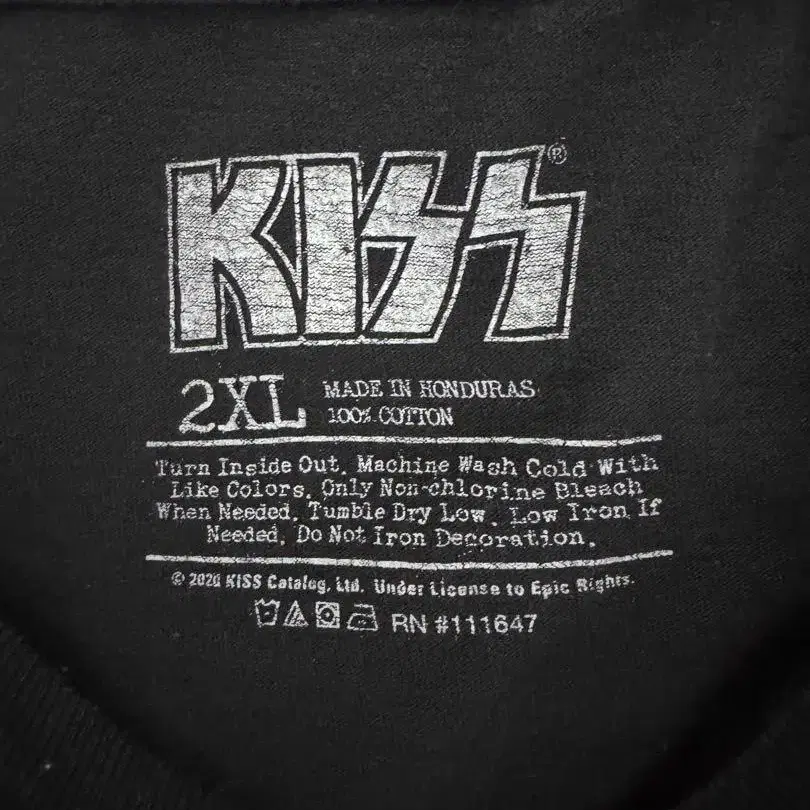 KISS®
2XL
MADE IN HONDURAS
100% COTTON
Turn Inside Out. Machine Wash Cold With
Like Colors. Only Non-chlorine Bleach
When Needed. Tumble Dry Low. Low Iron If
Needed. Do Not Iron Decoration.
© 2020 KISS Catalog, Ltd. Under License to Epic Rights.
RN #111647